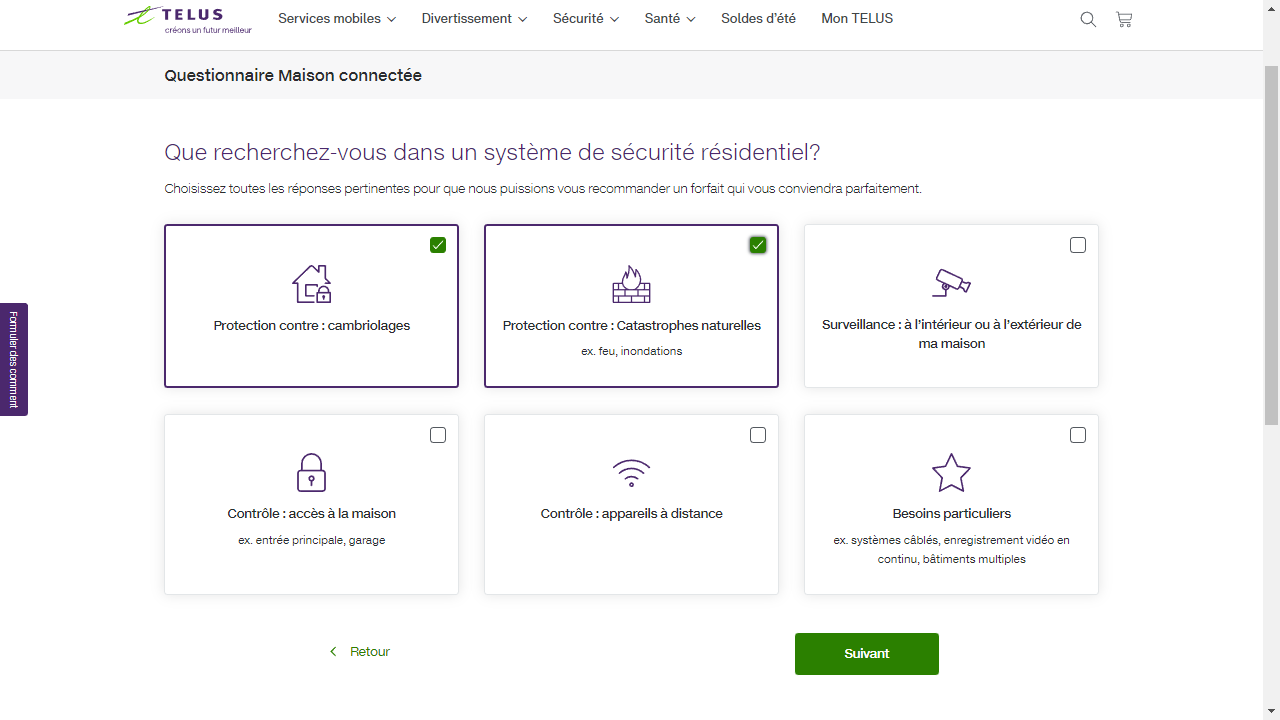 TELUS
créons un futur meilleur
Services mobiles
Divertissement
Sécurité
Santé
Soldes d'été
Mon TELUS
Questionnaire Maison connectée
Que recherchez-vous dans un système de sécurité résidentiel?
Choisissez toutes les réponses pertinentes pour que nous puissions vous recommander un forfait qui vous conviendra parfaitement.
Protection contre : cambriolages
Protection contre : Catastrophes naturelles
ex. feu, inondations
Surveillance : à l'intérieur ou à l'extérieur de
ma maison
Formuler des comment
Contrôle : accès à la maison
ex. entrée principale, garage
Contrôle : appareils à distance
Besoins particuliers
ex. systèmes câblés, enregistrement vidéo en
continu, bâtiments multiples
Retour
Suivant